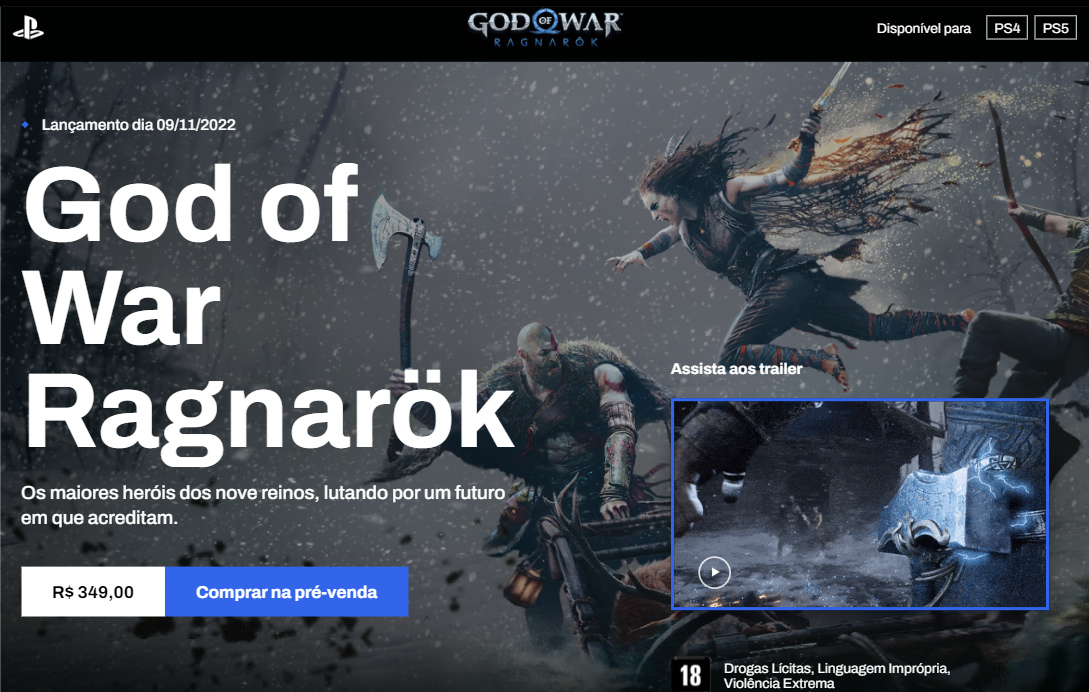 GOD OF WAR
RAGNARÖK
Disponível para
PS4
PS5
Lançamento dia 09/11/2022
God of
War
Ragnarök
Os maiores heróis dos nove reinos, lutando por um futuro
em que acreditam.
R$ 349,00
Comprar na pré-venda
Assista aos trailer
18
Drogas Lícitas, Linguagem Imprópria,
Violência Extrema